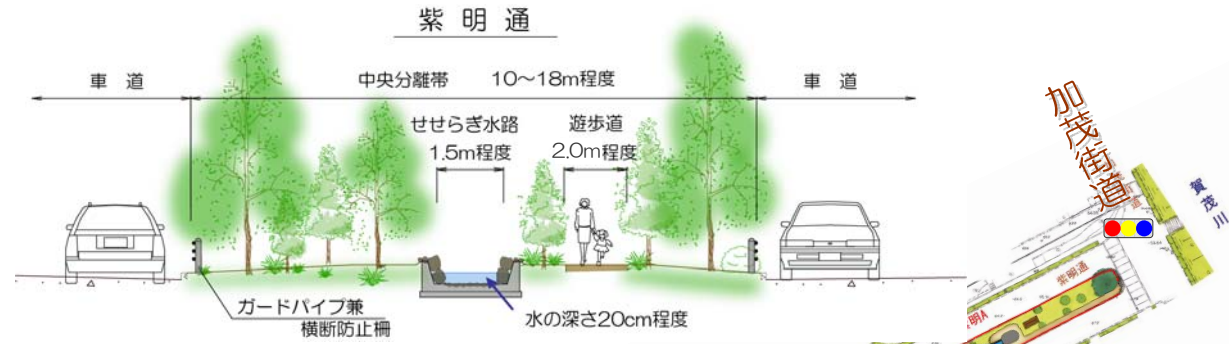 紫明通
車道
中央分離帯 10～18m程度
車道
せせらぎ水路
1.5m程度
遊歩道
2.0m程度
ガードパイプ兼
横断防止柵
水の深さ20cm程度
加茂街道
賀茂川
紫明通
明A